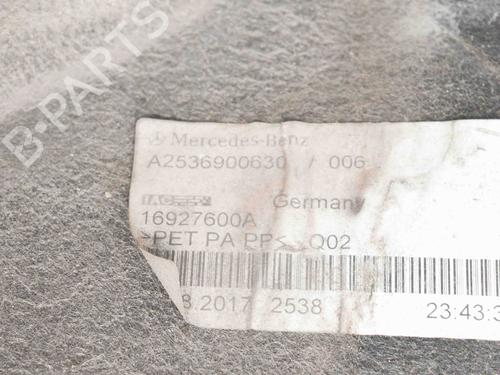 B-PARTS
Mercedes-Benz
A2536900630 / 006
IAC Germany
16927600A
>PET PA PP< Q02
8.2017 2538 23:43:3